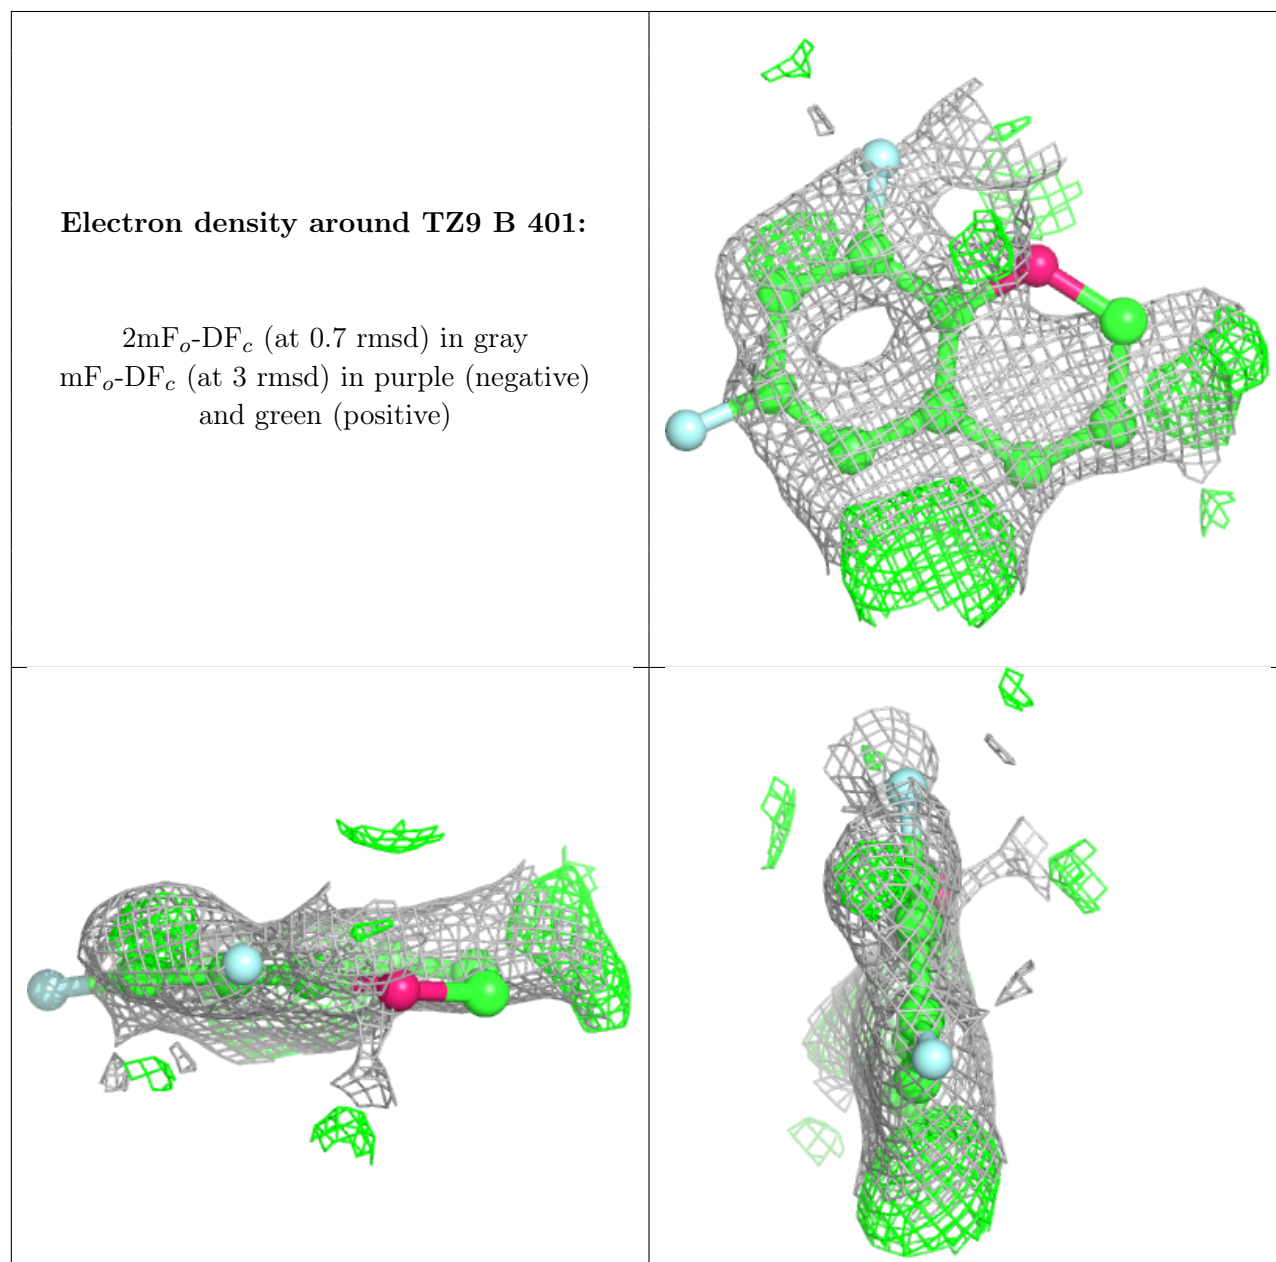 Electron density around TZ9 B 401:
2mFₒ-DF𝒸 (at 0.7 rmsd) in gray
mFₒ-DF𝒸 (at 3 rmsd) in purple (negative)
and green (positive)